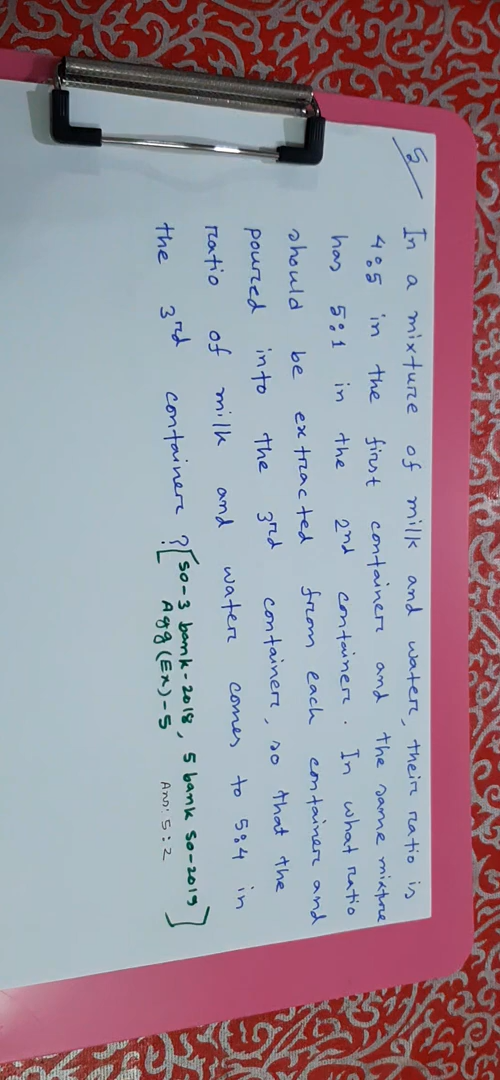 5
In a mixture of milk and water, their ratio is
4:5 in the first container and the same mixture
has 5:1 in the 2nd container. In what ratio
should be extracted from each container and
poured into the 3rd container, so that the
ratio of milk and water comes to 5:4 in
the 3rd container? [SO-3 bank-2018, 5 bank SO-2019
Agg(Ex)-5 Ans: 5:2]